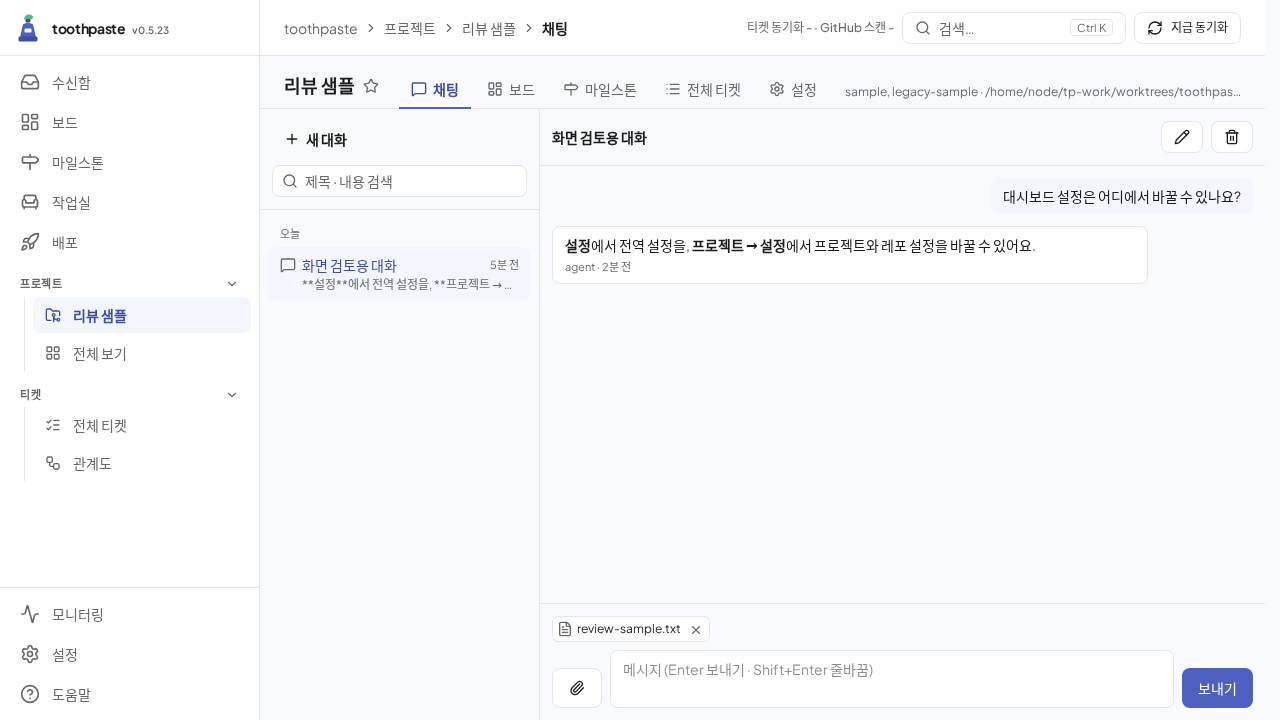 toothpaste v0.5.23
수신함
보드
마일스톤
작업실
배포
프로젝트
리뷰 샘플
전체 보기
티켓
전체 티켓
관계도
모니터링
설정
도움말
toothpaste > 프로젝트 > 리뷰 샘플 > 채팅
티켓 동기화 - · GitHub 스캔 -
검색... Ctrl K
지금 동기화
리뷰 샘플
채팅 보드 마일스톤 전체 티켓 설정
sample, legacy-sample · /home/node/tp-work/worktrees/toothpas...
새 대화
제목 · 내용 검색
오늘
화면 검토용 대화 5분 전
**설정**에서 전역 설정을, **프로젝트 → ...
화면 검토용 대화
대시보드 설정은 어디에서 바꿀 수 있나요?
설정에서 전역 설정을, 프로젝트 → 설정에서 프로젝트와 레포 설정을 바꿀 수 있어요.
agent · 2분 전
review-sample.txt
메시지 (Enter 보내기 · Shift+Enter 줄바꿈)
보내기